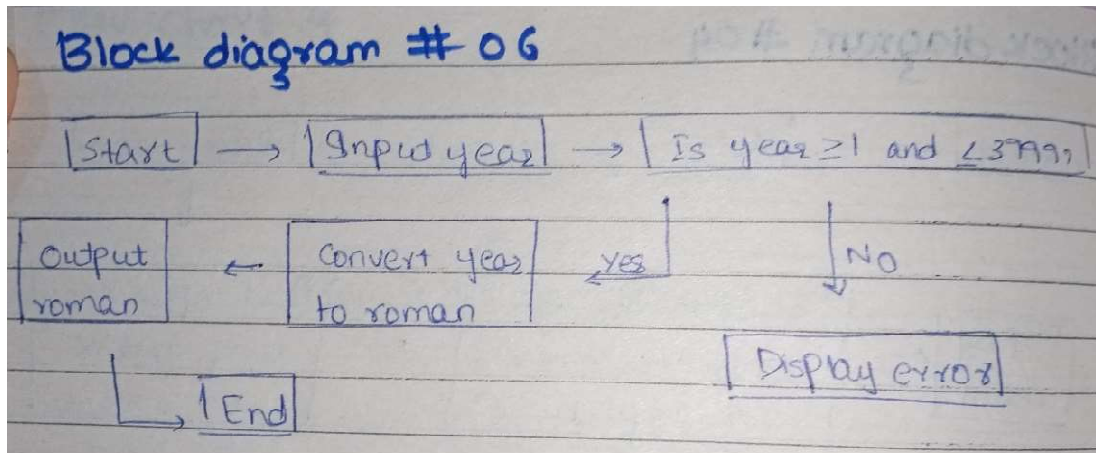 Block diagram # 06
Start → Input year → Is year ≥1 and ≤3999
Output ← Convert year yes NO
roman to roman
Display error
End